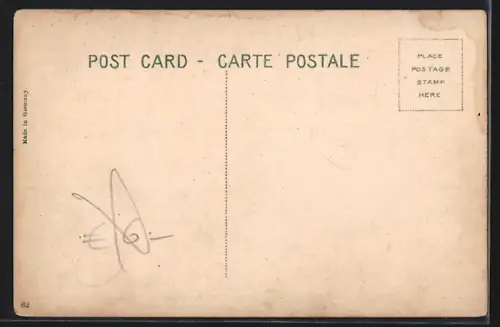 POST CARD - CARTE POSTALE
PLACE
POSTAGE
STAMP
HERE
Made in Germany
62